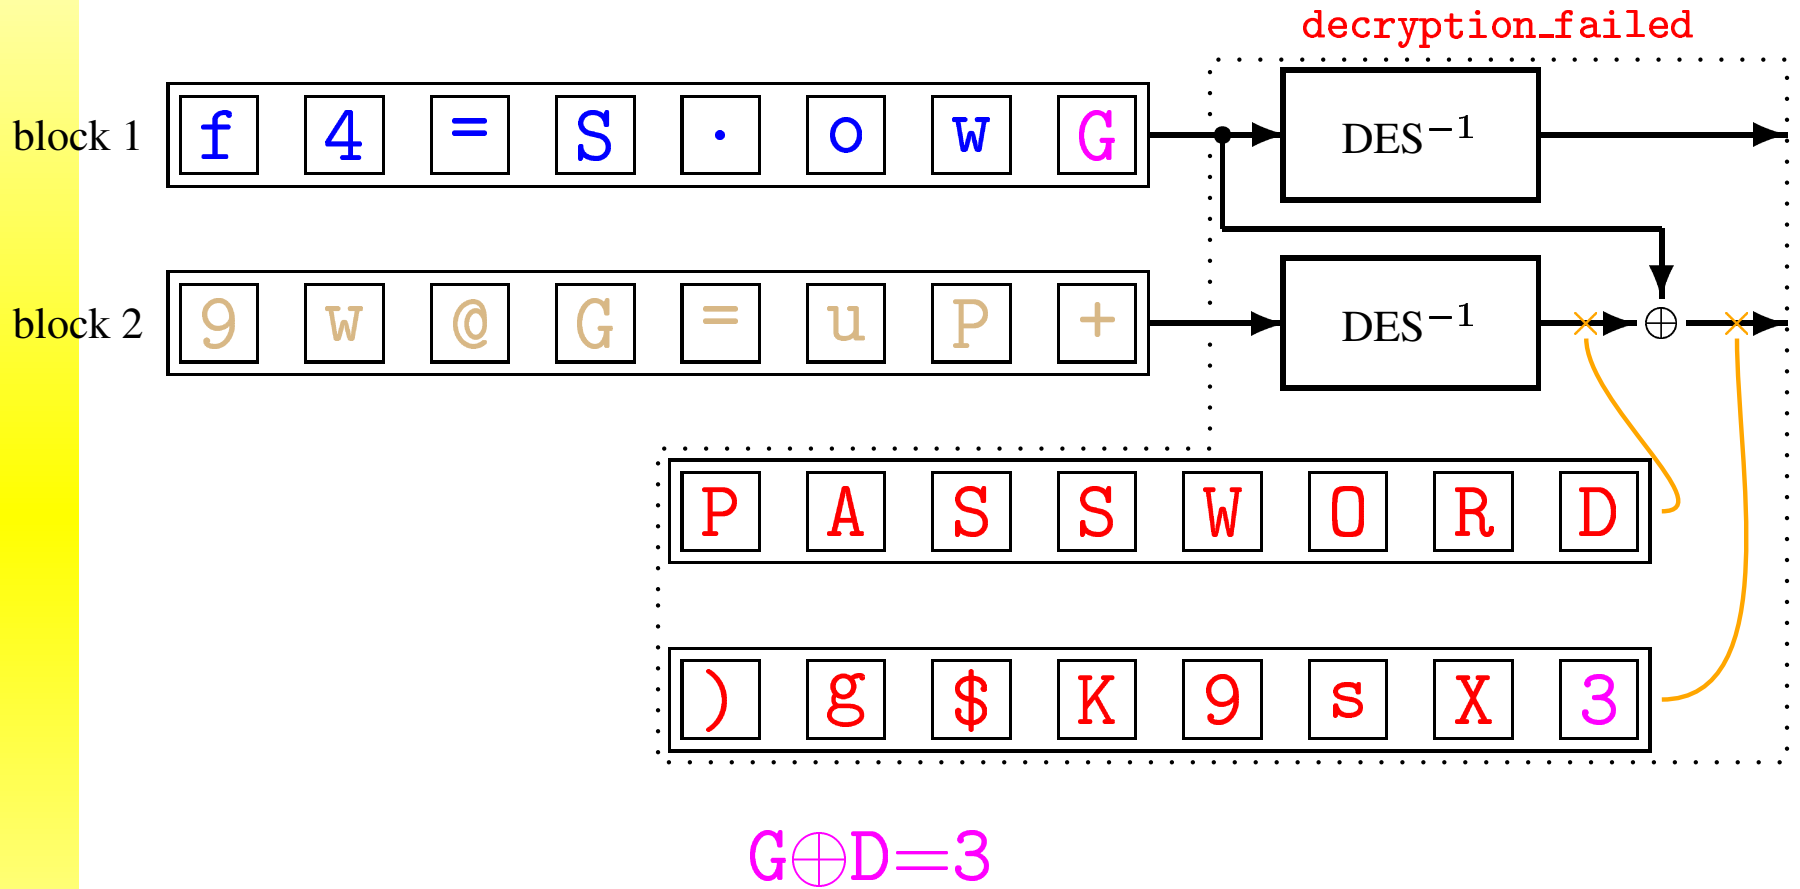 decryption_failed
block 1 f 4 = S · o w G DES⁻¹
block 2 9 w @ G = u P + DES⁻¹ ⊕
P A S S W O R D
) g $ K 9 s X 3
G⊕D=3